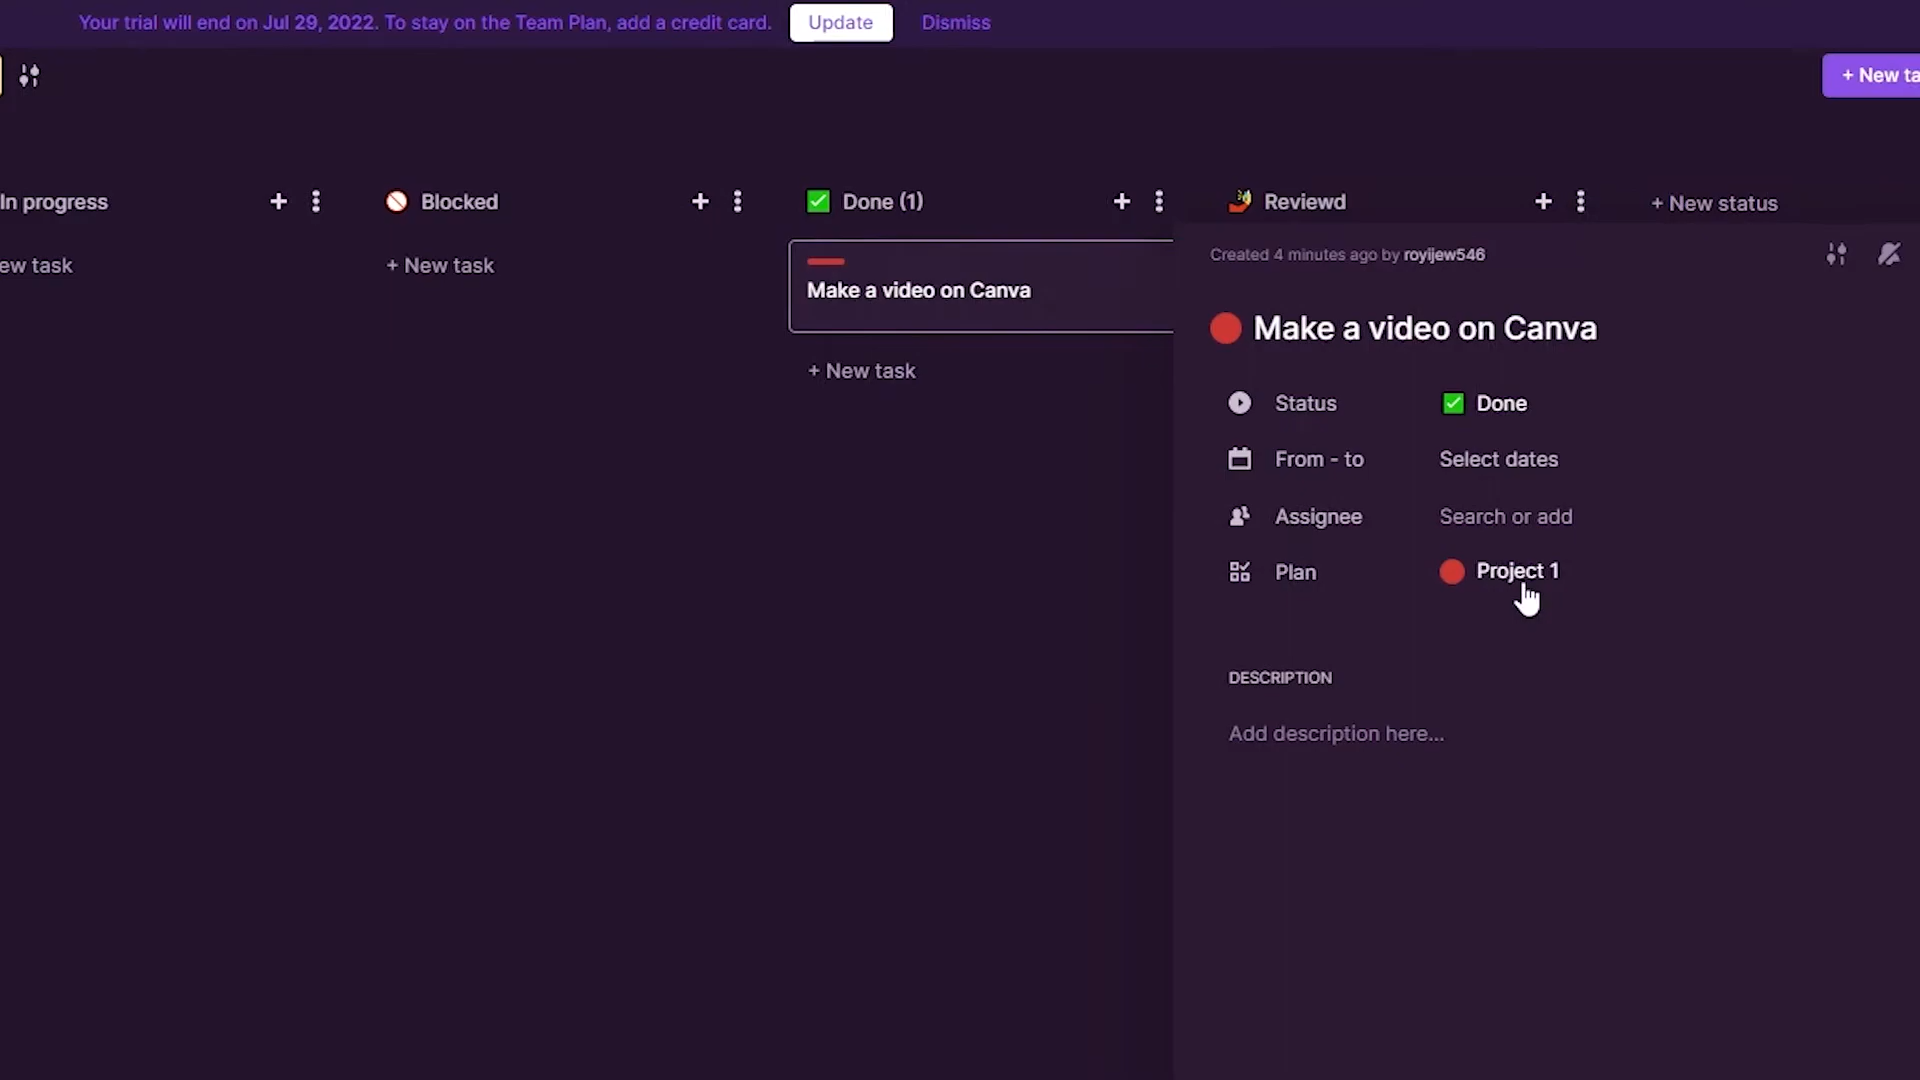 Your trial will end on Jul 29, 2022. To stay on the Team Plan, add a credit card. Update Dismiss
+ New ta
In progress Blocked Done (1) Reviewd + New status
ew task + New task
Make a video on Canva
+ New task
Created 4 minutes ago by royijew546
Make a video on Canva
Status Done
From - to Select dates
Assignee Search or add
Plan Project 1
DESCRIPTION
Add description here...